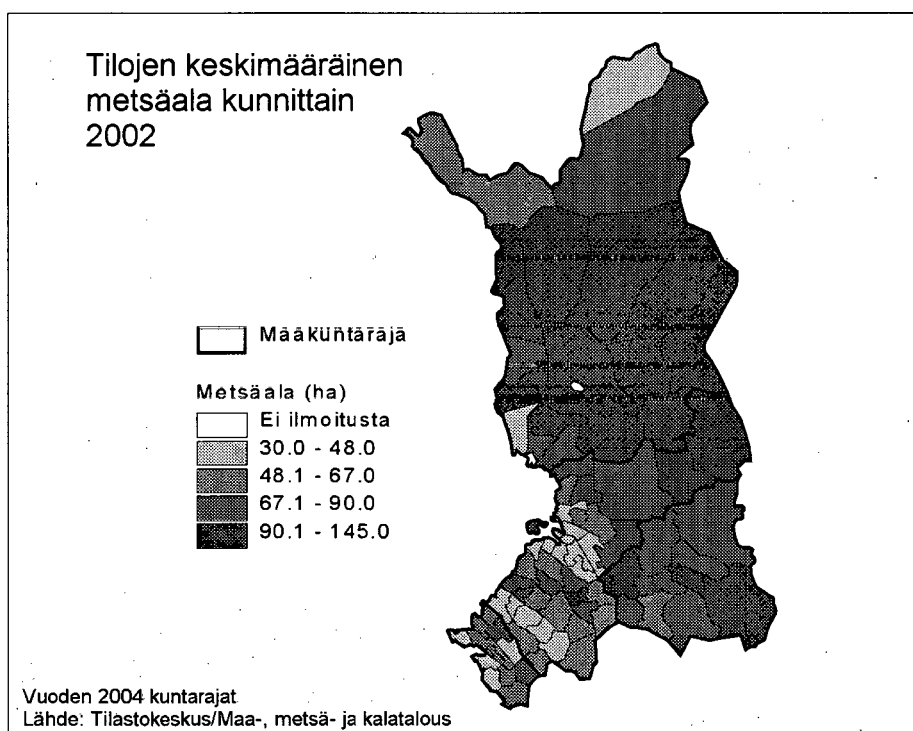 Tilojen keskimääräinen
metsäala kunnittain
2002
Maakuntaraja
Metsäala (ha)
Ei ilmoitusta
30.0 - 48.0
48.1 - 67.0
67.1 - 90.0
90.1 - 145.0
Vuoden 2004 kuntarajat
Lähde: Tilastokeskus/Maa-, metsä- ja kalatalous